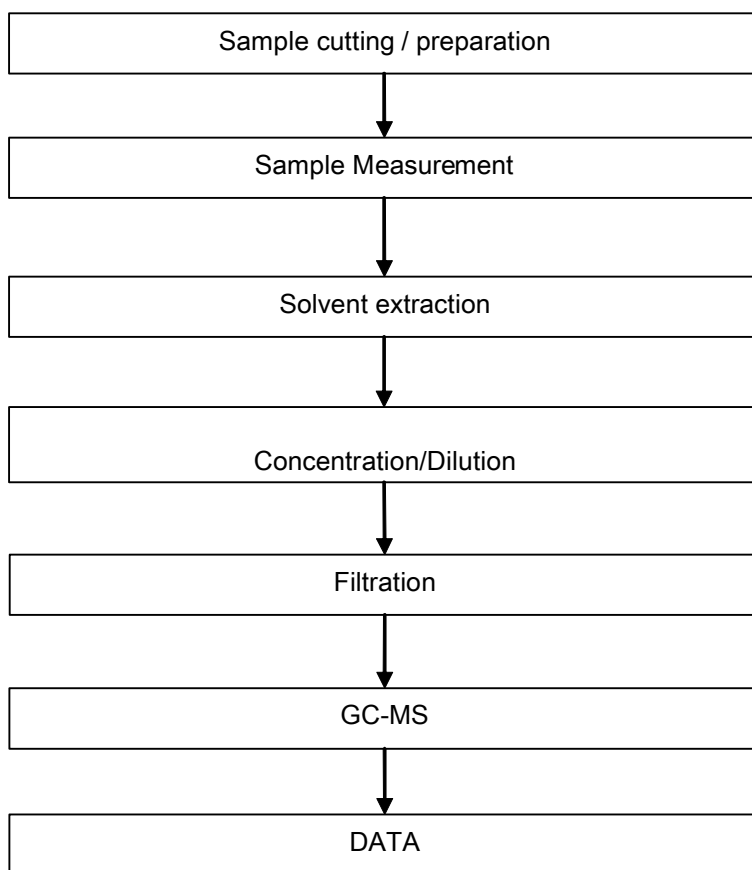 Sample cutting / preparation
Sample Measurement
Solvent extraction
Concentration/Dilution
Filtration
GC-MS
DATA